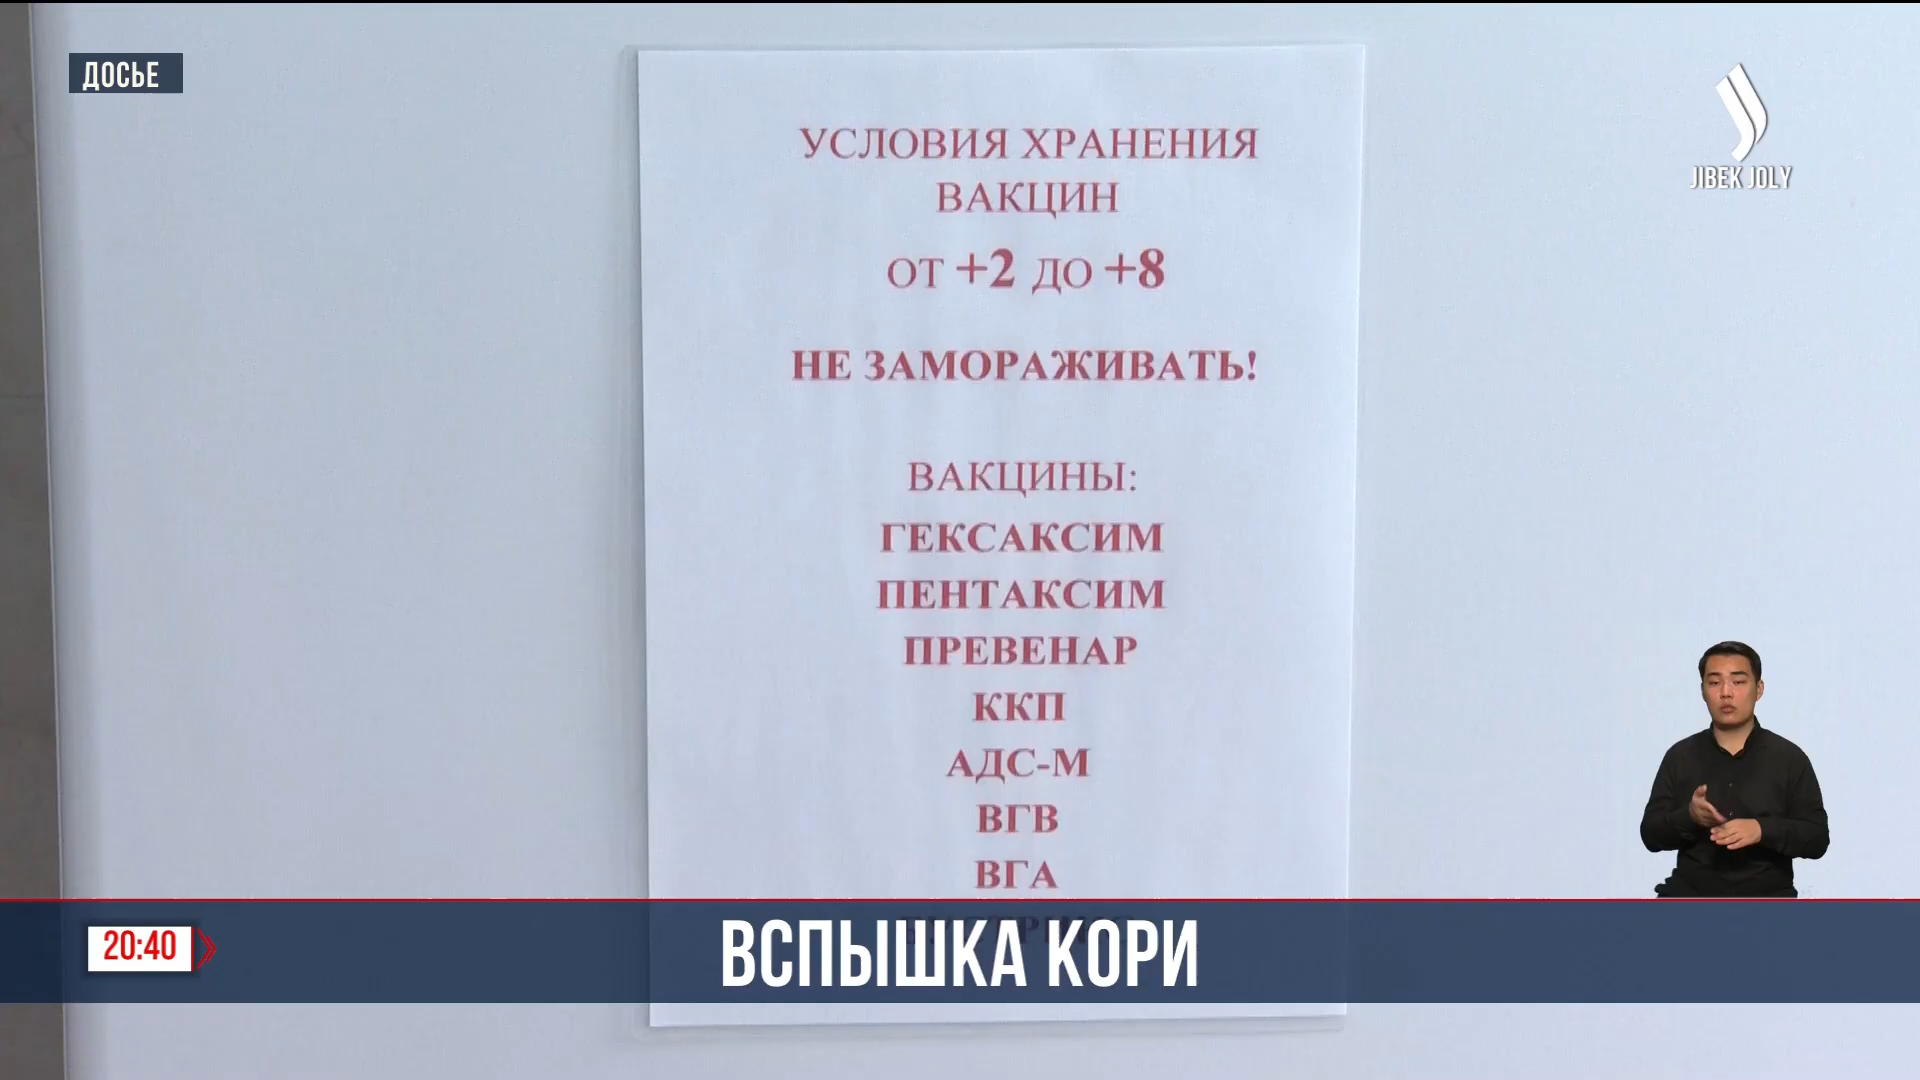 ДОСЬЕ
JIBEK JOLY
УСЛОВИЯ ХРАНЕНИЯ
ВАКЦИН
ОТ +2 ДО +8
НЕ ЗАМОРАЖИВАТЬ!
ВАКЦИНЫ:
ГЕКСАКСИМ
ПЕНТАКСИМ
ПРЕВЕНАР
ККП
АДС-М
ВГВ
ВГА
20:40
ВСПЫШКА КОРИ